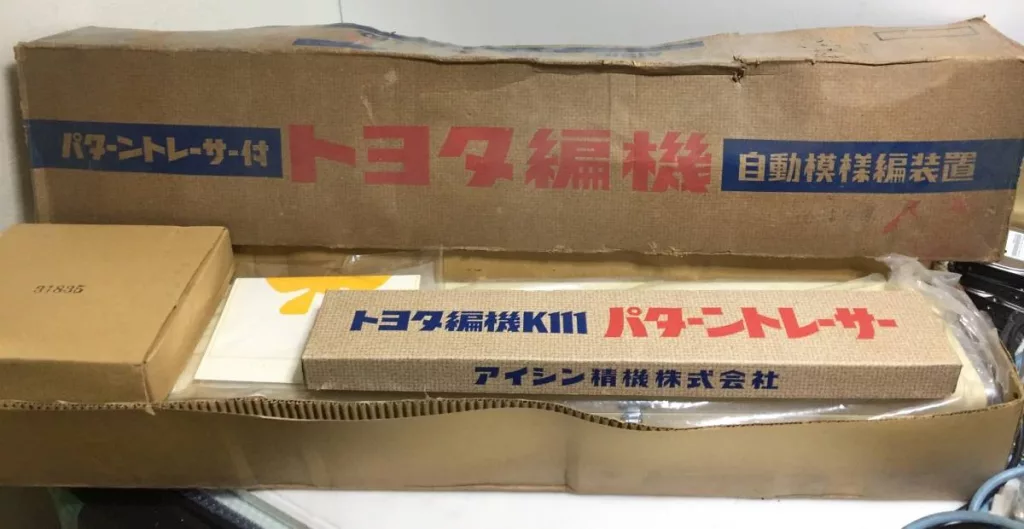 パターントレーサー付 トヨタ編機 自動模様編装置
31835
トヨタ編機K111 パターントレーサー
アイシン精機株式会社